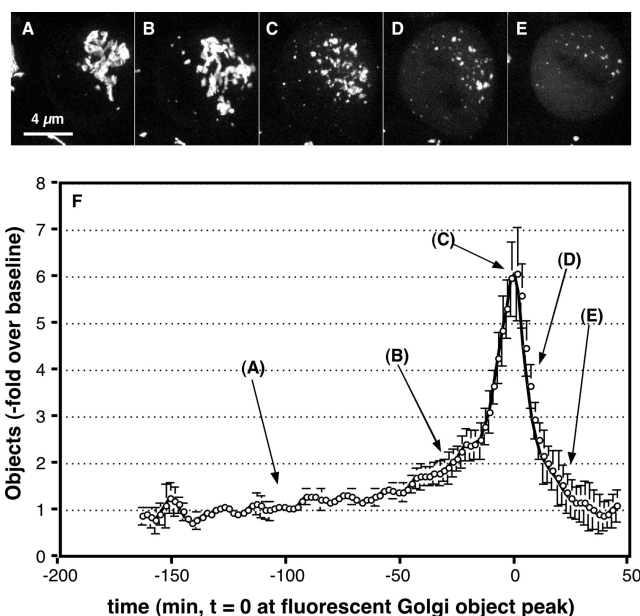 A
B
C
D
E
4 µm
F
8
7
6
5
4
3
2
1
0
Objects (-fold over baseline)
(C)
(D)
(E)
(B)
(A)
-200
-150
-100
-50
0
50
time (min, t = 0 at fluorescent Golgi object peak)